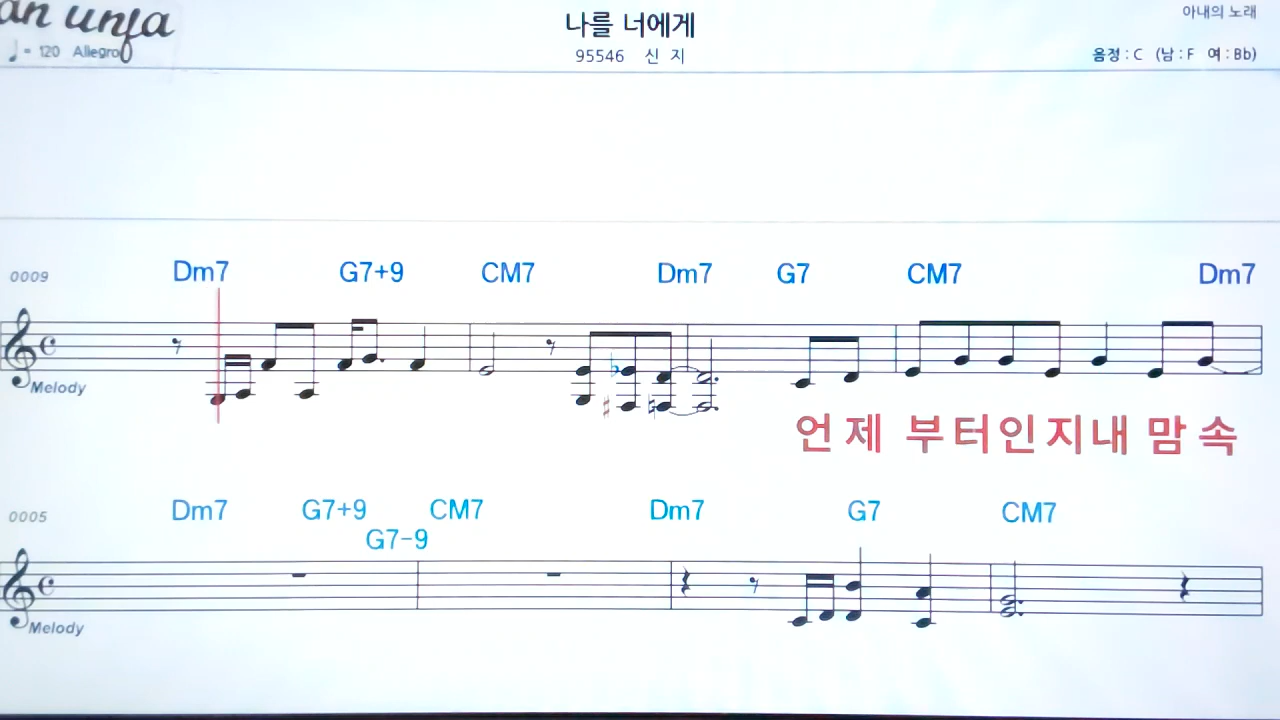 an unfa
나를 너에게
아내의 노래
♩= 120 Allegro
95546 신 지
음정 : C (남 : F 여 : Bb)
0009 Dm7 G7+9 CM7 Dm7 G7 CM7 Dm7
Melody
언제 부터인지내 맘 속
0005 Dm7 G7+9 CM7 Dm7 G7 CM7
G7-9
Melody